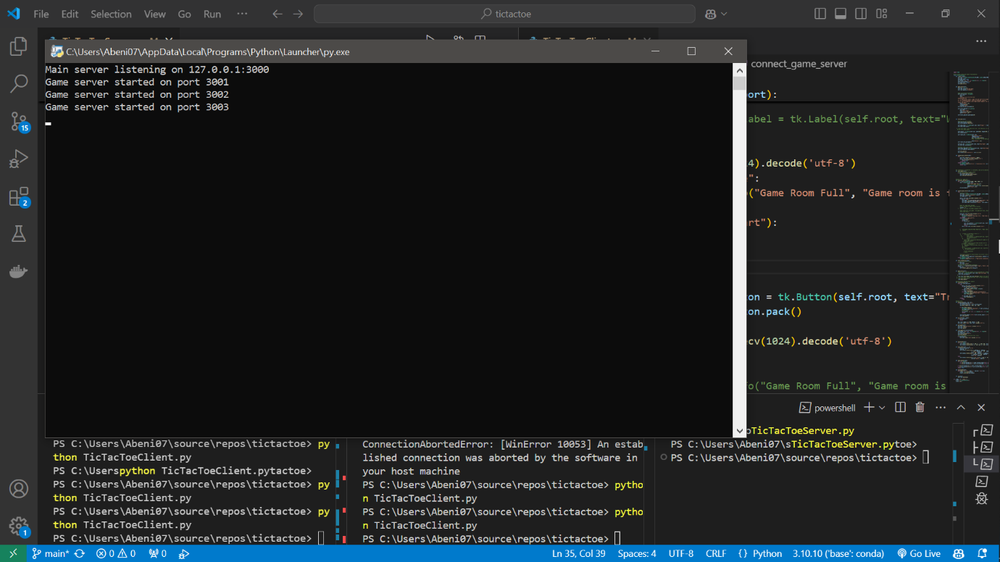 File Edit Selection View Go Run ··· tictactoe
C:\Users\Abeni07\AppData\Local\Programs\Python\Launcher\py.exe
Main server listening on 127.0.0.1:3000
Game server started on port 3001
Game server started on port 3002
Game server started on port 3003
connect_game_server
ort):
abel = tk.Label(self.root, text="W
4).decode('utf-8')
":
("Game Room Full", "Game room is f
rt"):
on = tk.Button(self.root, text="Tr
on.pack()
cv(1024).decode('utf-8')
o("Game Room Full", "Game room is
15
2
1
powershell
PS C:\Users\Abeni07\source\repos\tictactoe> py
thon TicTacToeClient.py
PS C:\Userspython TicTacToeClient.pytactoe>
PS C:\Users\Abeni07\source\repos\tictactoe> py
thon TicTacToeClient.py
PS C:\Users\Abeni07\source\repos\tictactoe> py
thon TicTacToeClient.py
PS C:\Users\Abeni07\source\repos\tictactoe>
ConnectionAbortedError: [WinError 10053] An estab
lished connection was aborted by the software in
your host machine
PS C:\Users\Abeni07\source\repos\tictactoe> pytho
n TicTacToeClient.py
PS C:\Users\Abeni07\source\repos\tictactoe> pytho
n TicTacToeClient.py
PS C:\Users\Abeni07\source\repos\tictactoe>
TicTacToeServer.py
PS C:\Users\Abeni07\sTicTacToeServer.pytoe>
PS C:\Users\Abeni07\source\repos\tictactoe>
main* 0 0 0 Ln 35, Col 39 Spaces: 4 UTF-8 CRLF {} Python 3.10.10 ('base': conda) Go Live